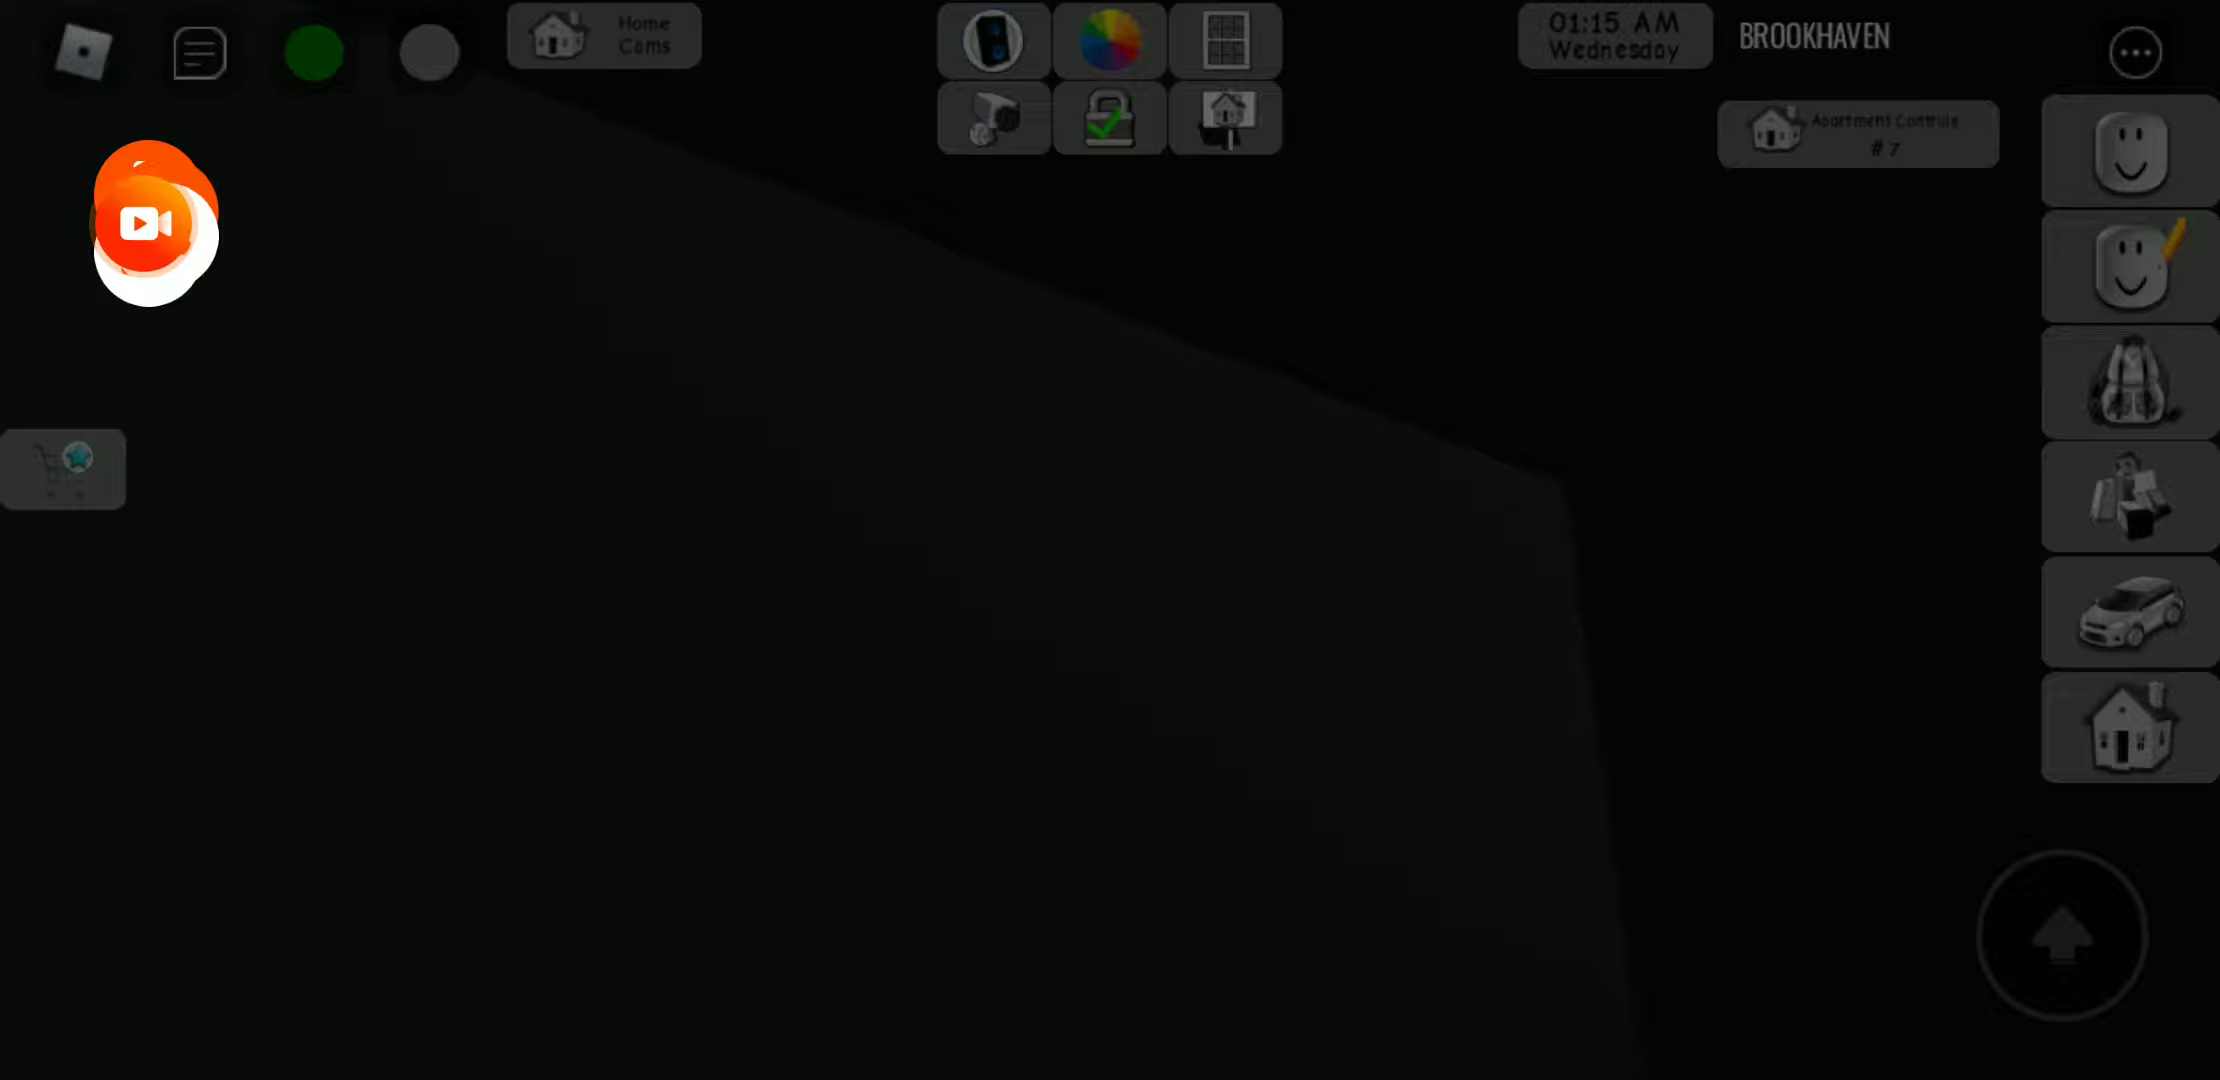 Home
Cams
01:15 AM
Wednesday
BROOKHAVEN
Apartment Controls
#7